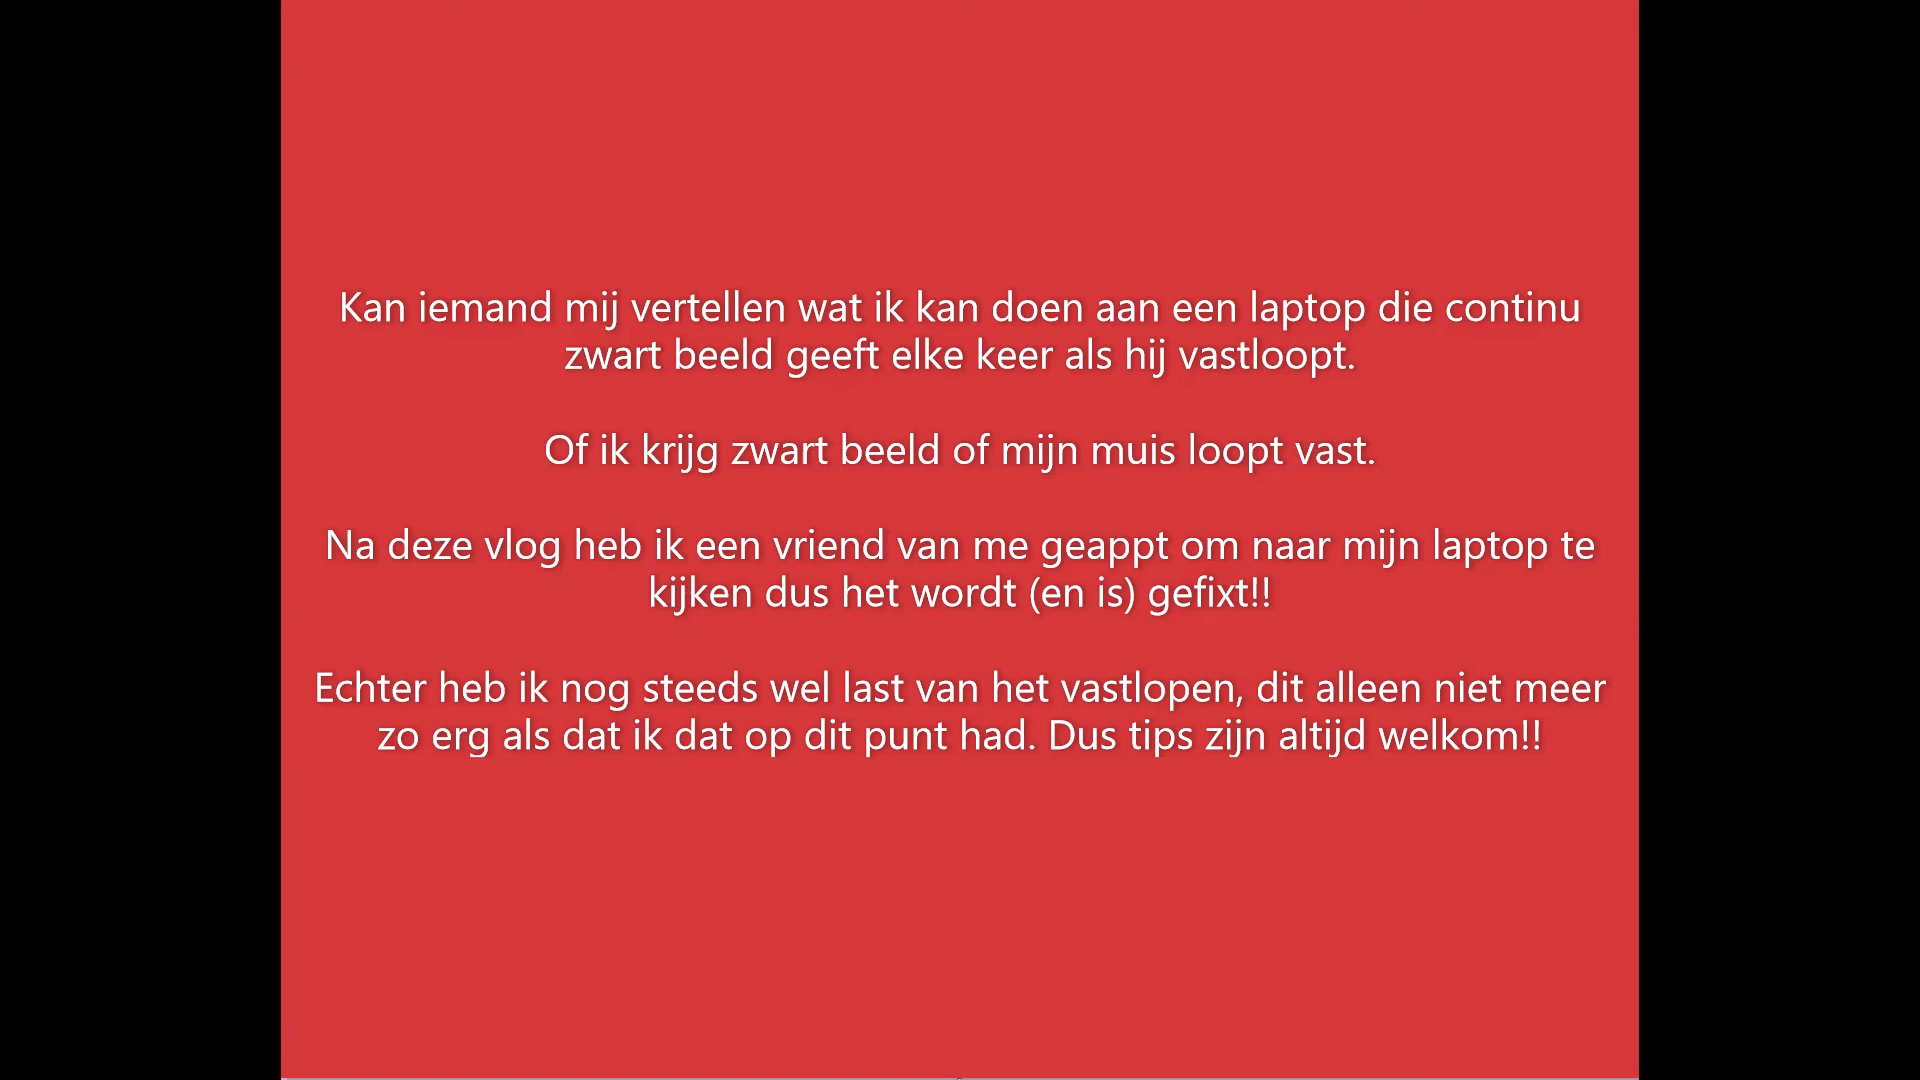 Kan iemand mij vertellen wat ik kan doen aan een laptop die continu
zwart beeld geeft elke keer als hij vastloopt.
Of ik krijg zwart beeld of mijn muis loopt vast.
Na deze vlog heb ik een vriend van me geappt om naar mijn laptop te
kijken dus het wordt (en is) gefixt!!
Echter heb ik nog steeds wel last van het vastlopen, dit alleen niet meer
zo erg als dat ik dat op dit punt had. Dus tips zijn altijd welkom!!